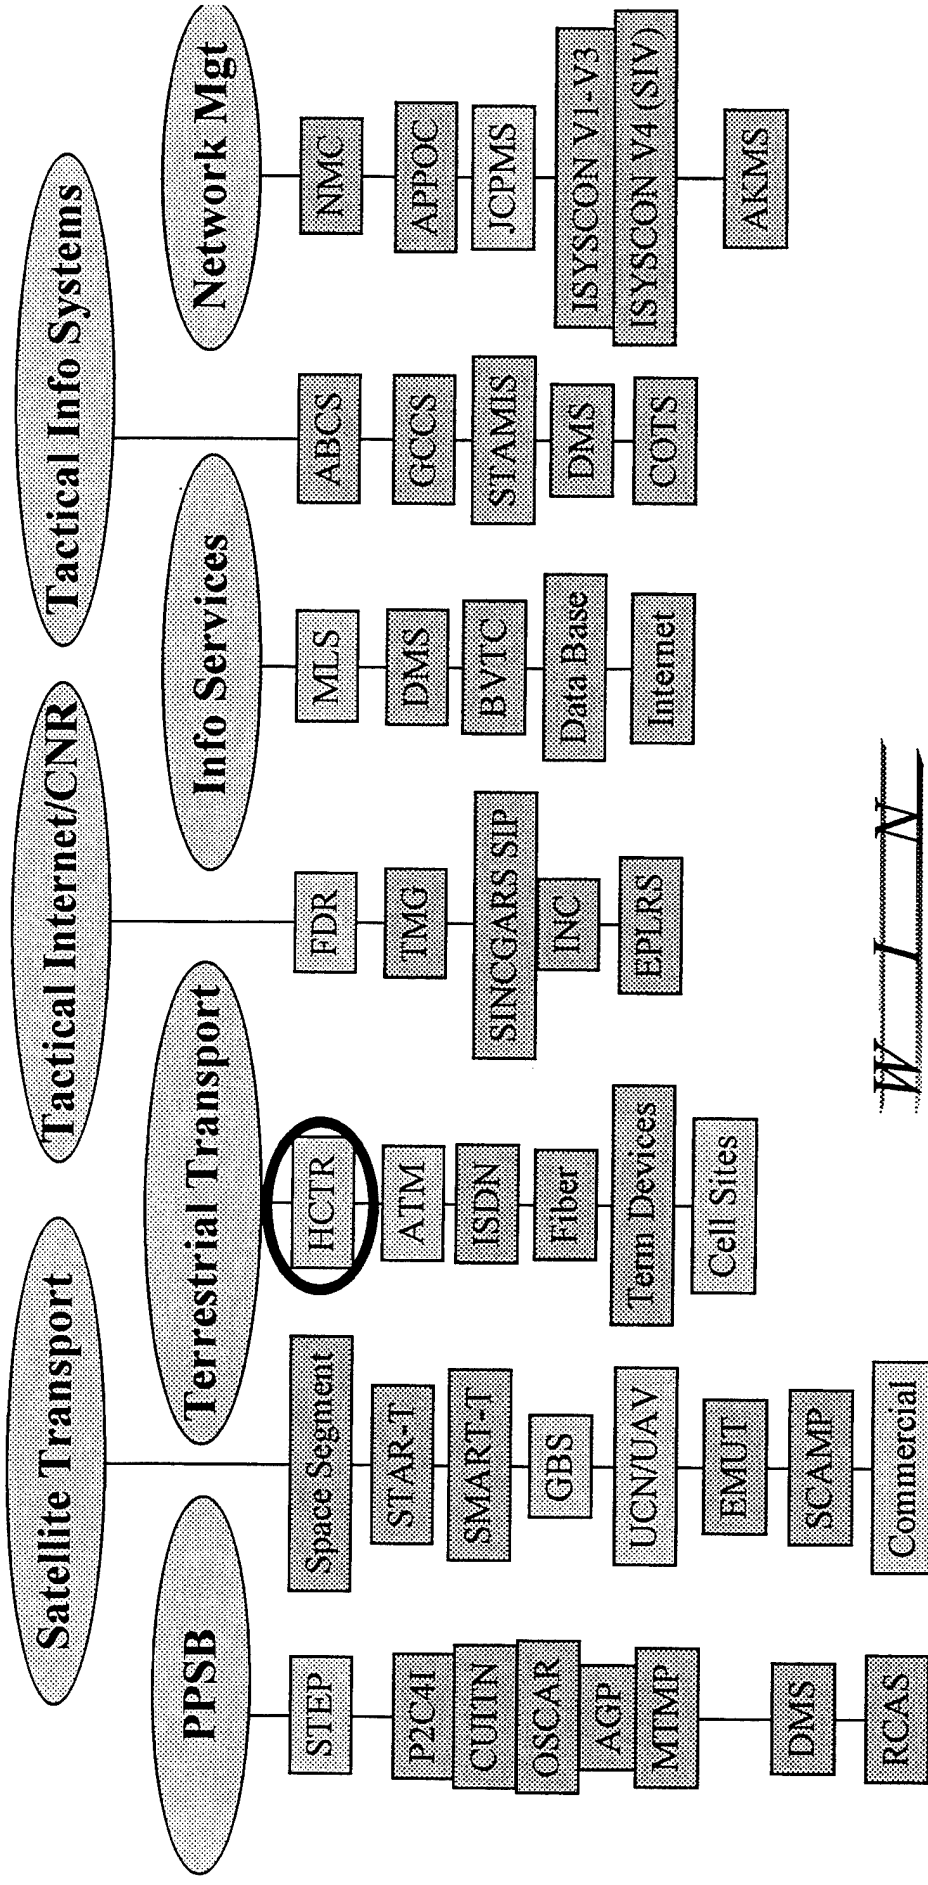 Satellite Transport
Tactical Internet/CNR
Tactical Info Systems
PPSB
Terrestrial Transport
Info Services
Network Mgt
STEP
P2C4I
CUITN
OSCAR
AGP
MTMP
DMS
RCAS
Space Segment
STAR-T
SMART-T
GBS
UCN/UAV
EMUT
SCAMP
Commercial
HCTR
ATM
ISDN
Fiber
Term Devices
Cell Sites
FDR
TMG
SINCGARS SIP
INC
EPLRS
MLS
DMS
BVTC
Data Base
Internet
ABCS
GCCS
STAMIS
DMS
COTS
NMC
APPOC
JCPMS
ISYSCON V1-V3
ISYSCON V4 (SIV)
AKMS
W I N